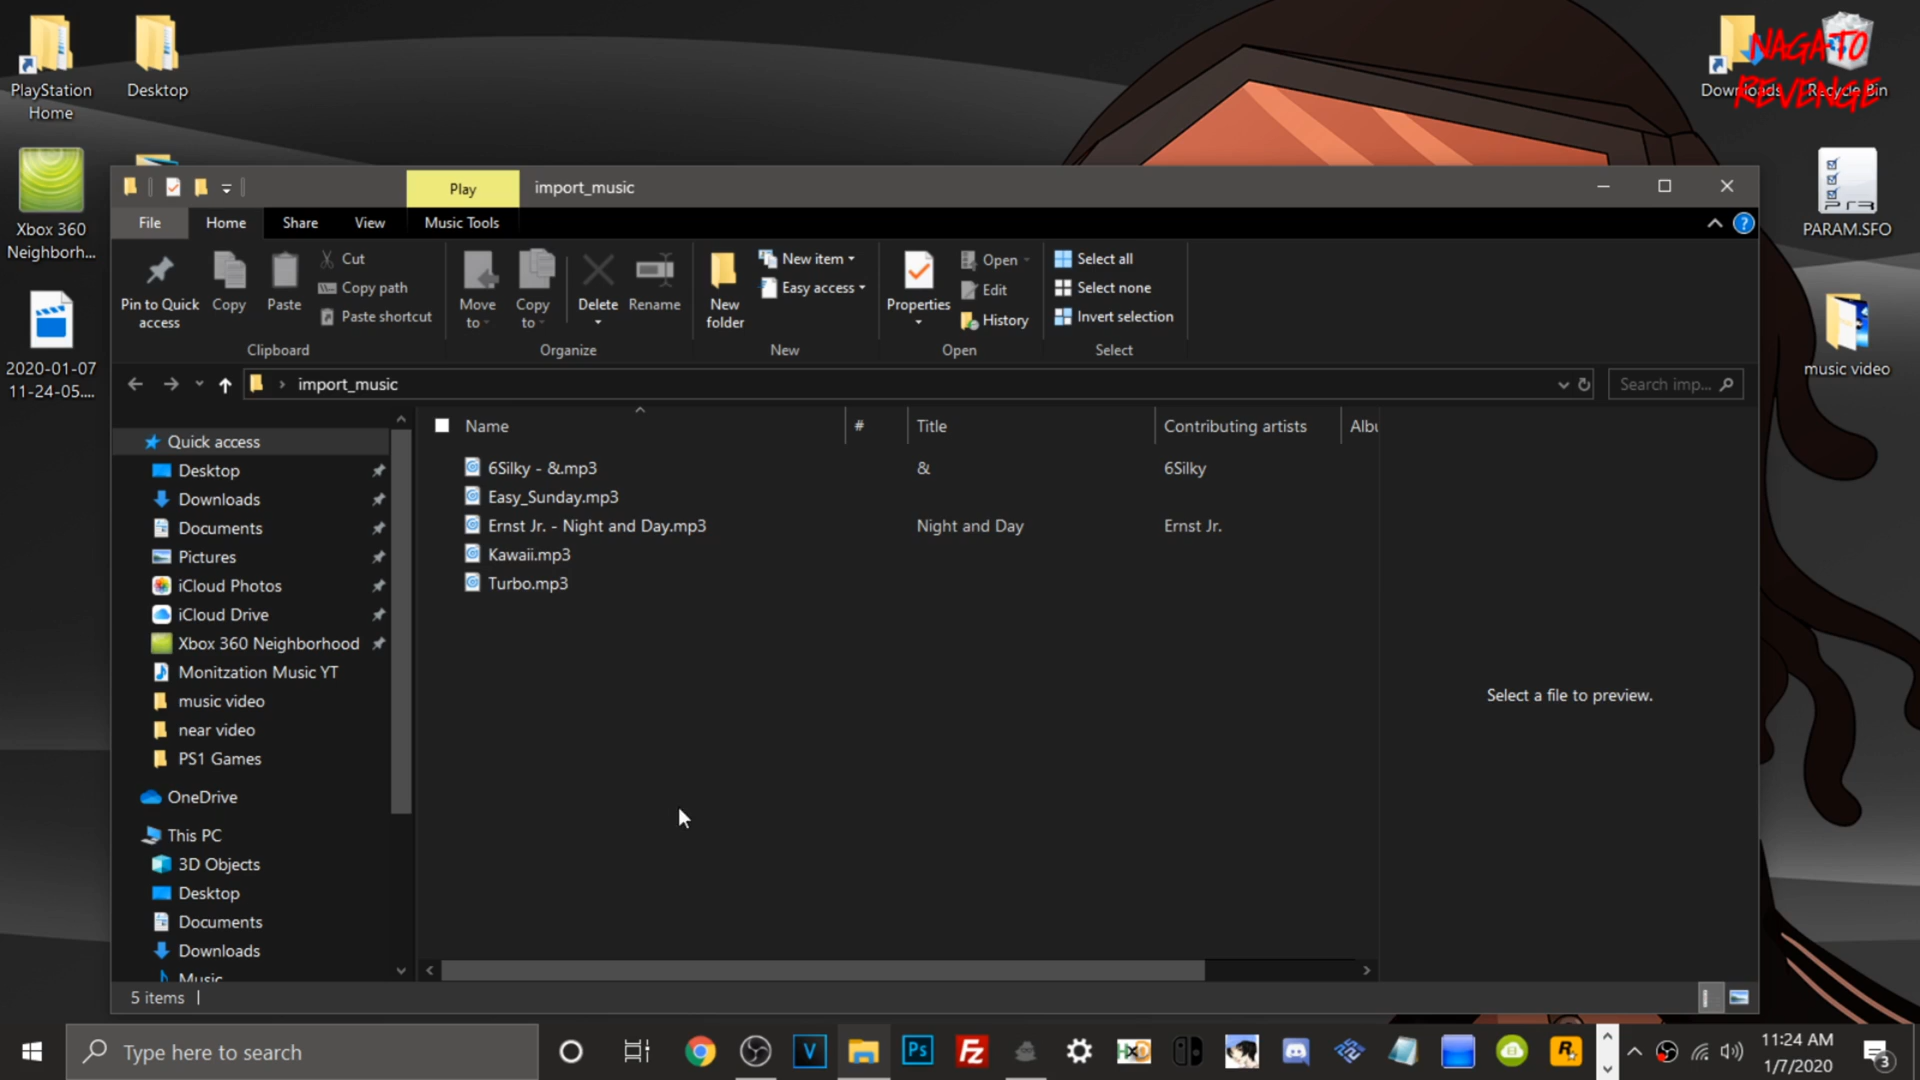 PlayStation
Home
Desktop
NAGATO
REVENGE
Downloads
Recycle Bin
Xbox 360
Neighborh...
2020-01-07
11-24-05....
PARAM.SFO
music video
Play
import_music
File
Home
Share
View
Music Tools
Pin to Quick
access
Copy
Paste
Cut
Copy path
Paste shortcut
Clipboard
Move
to
Copy
to
Delete
Rename
Organize
New
folder
New item
Easy access
New
Properties
Open
Edit
History
Open
Select all
Select none
Invert selection
Select
import_music
Search imp...
Name
#
Title
Contributing artists
Albu
6Silky - &.mp3
&
6Silky
Easy_Sunday.mp3
Ernst Jr. - Night and Day.mp3
Night and Day
Ernst Jr.
Kawaii.mp3
Turbo.mp3
Select a file to preview.
Quick access
Desktop
Downloads
Documents
Pictures
iCloud Photos
iCloud Drive
Xbox 360 Neighborhood
Monitzation Music YT
music video
near video
PS1 Games
OneDrive
This PC
3D Objects
Desktop
Documents
Downloads
Music
5 items
Type here to search
V
Ps
Fz
HxD
R
11:24 AM
1/7/2020
3